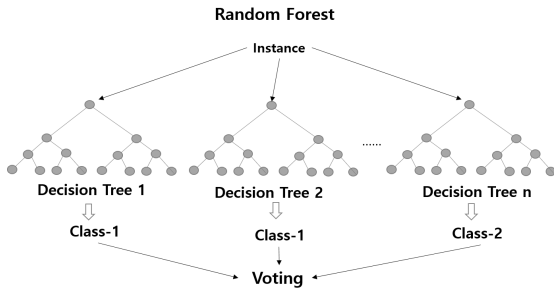 Random Forest
Instance
......
Decision Tree 1
Decision Tree 2
Decision Tree n
Class-1
Class-1
Class-2
Voting